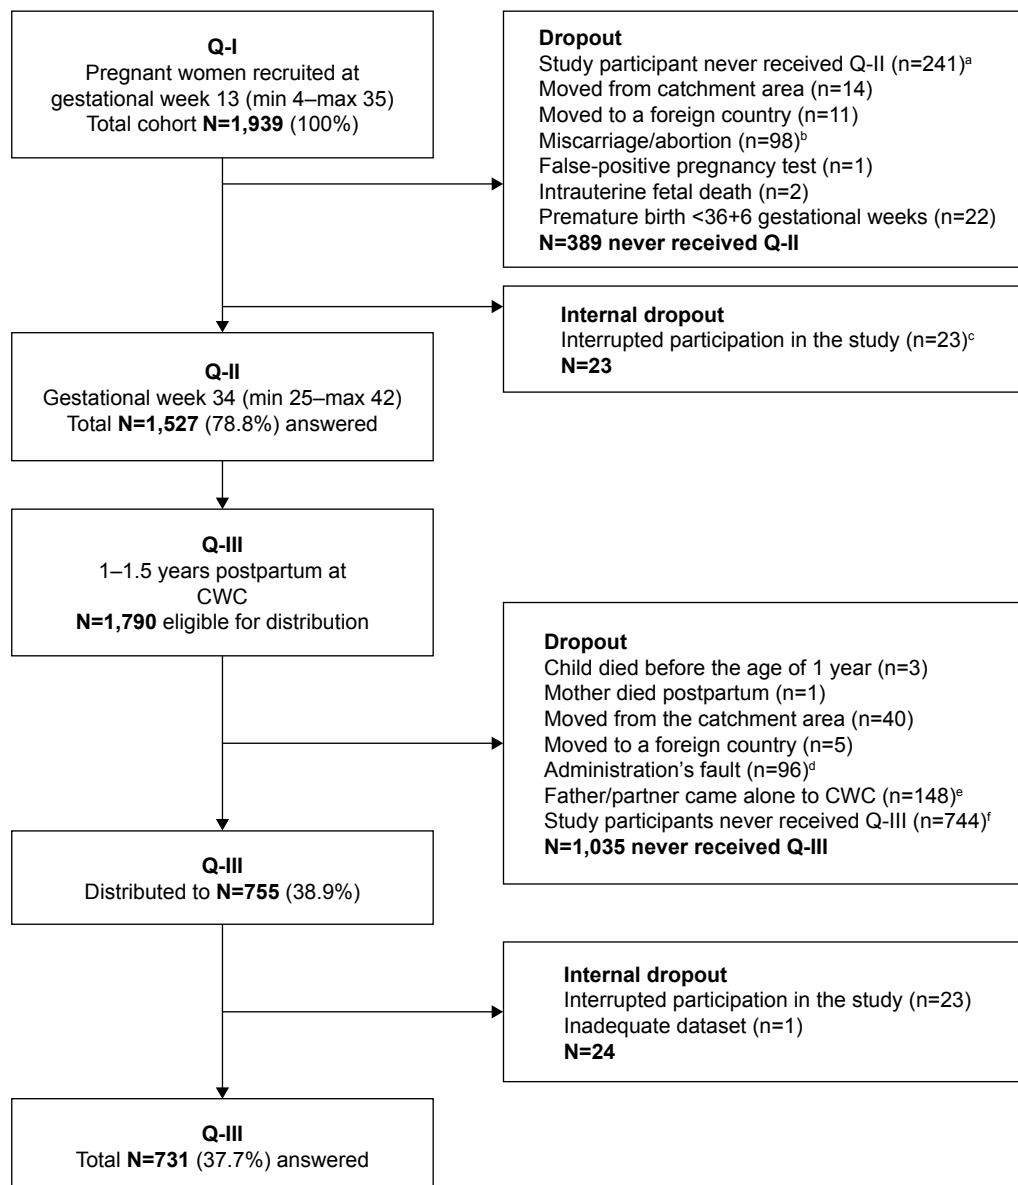 Q-I
Pregnant women recruited at
gestational week 13 (min 4–max 35)
Total cohort N=1,939 (100%)
Dropout
Study participant never received Q-II (n=241)a
Moved from catchment area (n=14)
Moved to a foreign country (n=11)
Miscarriage/abortion (n=98)b
False-positive pregnancy test (n=1)
Intrauterine fetal death (n=2)
Premature birth <36+6 gestational weeks (n=22)
N=389 never received Q-II
Internal dropout
Interrupted participation in the study (n=23)c
N=23
Q-II
Gestational week 34 (min 25–max 42)
Total N=1,527 (78.8%) answered
Q-III
1–1.5 years postpartum at
CWC
N=1,790 eligible for distribution
Dropout
Child died before the age of 1 year (n=3)
Mother died postpartum (n=1)
Moved from the catchment area (n=40)
Moved to a foreign country (n=5)
Administration's fault (n=96)d
Father/partner came alone to CWC (n=148)e
Study participants never received Q-III (n=744)f
N=1,035 never received Q-III
Q-III
Distributed to N=755 (38.9%)
Internal dropout
Interrupted participation in the study (n=23)
Inadequate dataset (n=1)
N=24
Q-III
Total N=731 (37.7%) answered